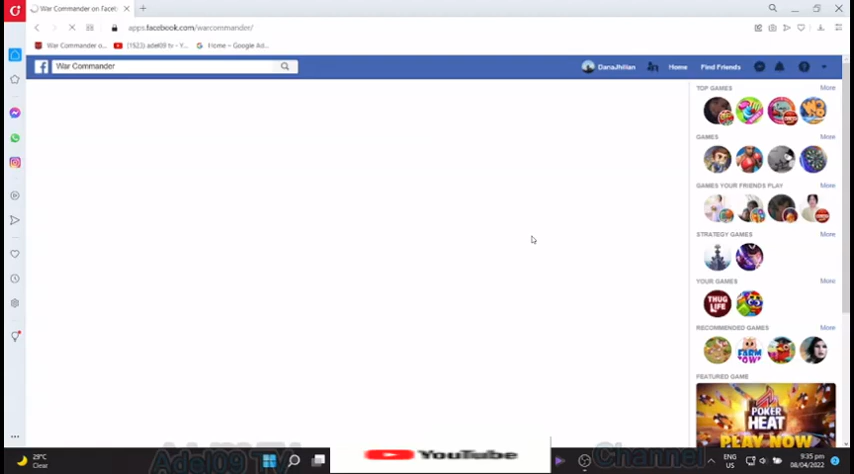 War Commander on Faceb
apps.facebook.com/warcommander/
War Commander o...
(1523) adel09 tv - Y...
Home – Google Ad...
War Commander
Home
Find Friends
TOP GAMES
More
GAMES
More
GAMES YOUR FRIENDS PLAY
More
STRATEGY GAMES
More
YOUR GAMES
THUG
LIFE
RECOMMENDED GAMES
More
FARM
FEATURED GAME
POKER
HEAT
PLAY NOW
29°C
Clear
Adel09 TV
YouTube
Channel
ENG
US
9:35 pm
08/04/2022